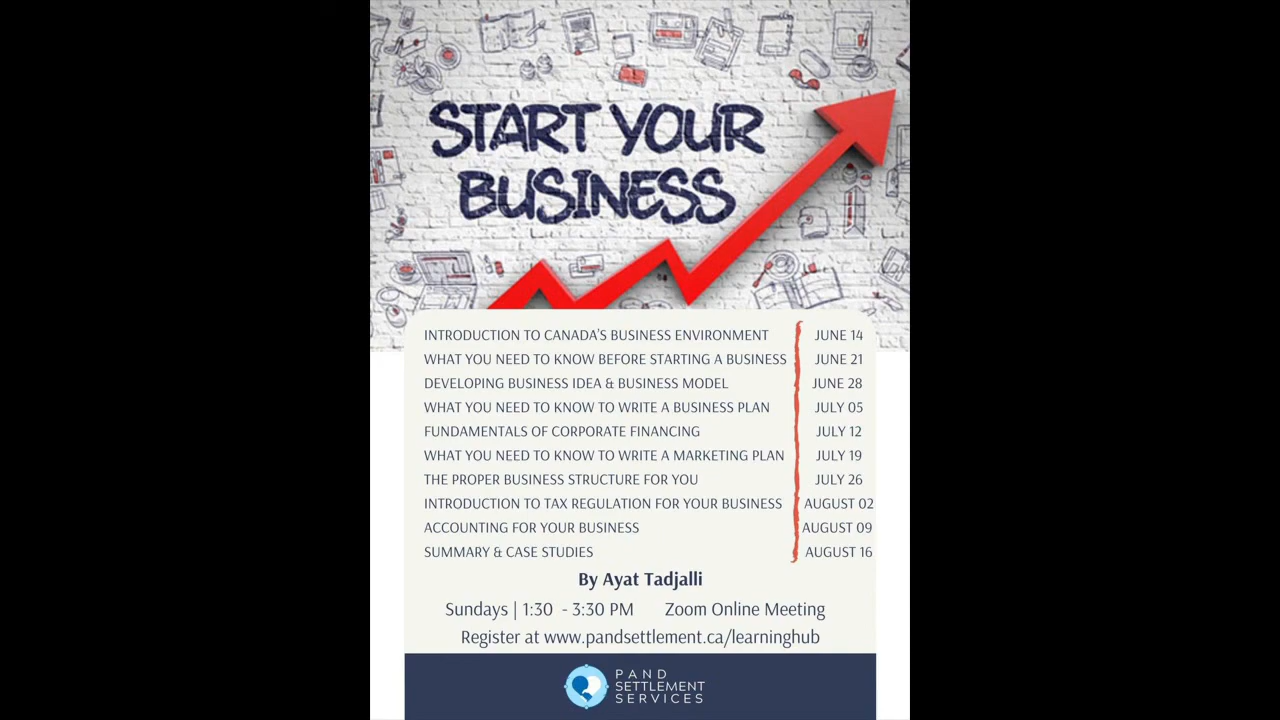 START YOUR
BUSINESS
INTRODUCTION TO CANADA'S BUSINESS ENVIRONMENT JUNE 14
WHAT YOU NEED TO KNOW BEFORE STARTING A BUSINESS JUNE 21
DEVELOPING BUSINESS IDEA & BUSINESS MODEL JUNE 28
WHAT YOU NEED TO KNOW TO WRITE A BUSINESS PLAN JULY 05
FUNDAMENTALS OF CORPORATE FINANCING JULY 12
WHAT YOU NEED TO KNOW TO WRITE A MARKETING PLAN JULY 19
THE PROPER BUSINESS STRUCTURE FOR YOU JULY 26
INTRODUCTION TO TAX REGULATION FOR YOUR BUSINESS AUGUST 02
ACCOUNTING FOR YOUR BUSINESS AUGUST 09
SUMMARY & CASE STUDIES AUGUST 16
By Ayat Tadjalli
Sundays | 1:30 - 3:30 PM Zoom Online Meeting
Register at www.pandsettlement.ca/learninghub
PAND
SETTLEMENT
SERVICES